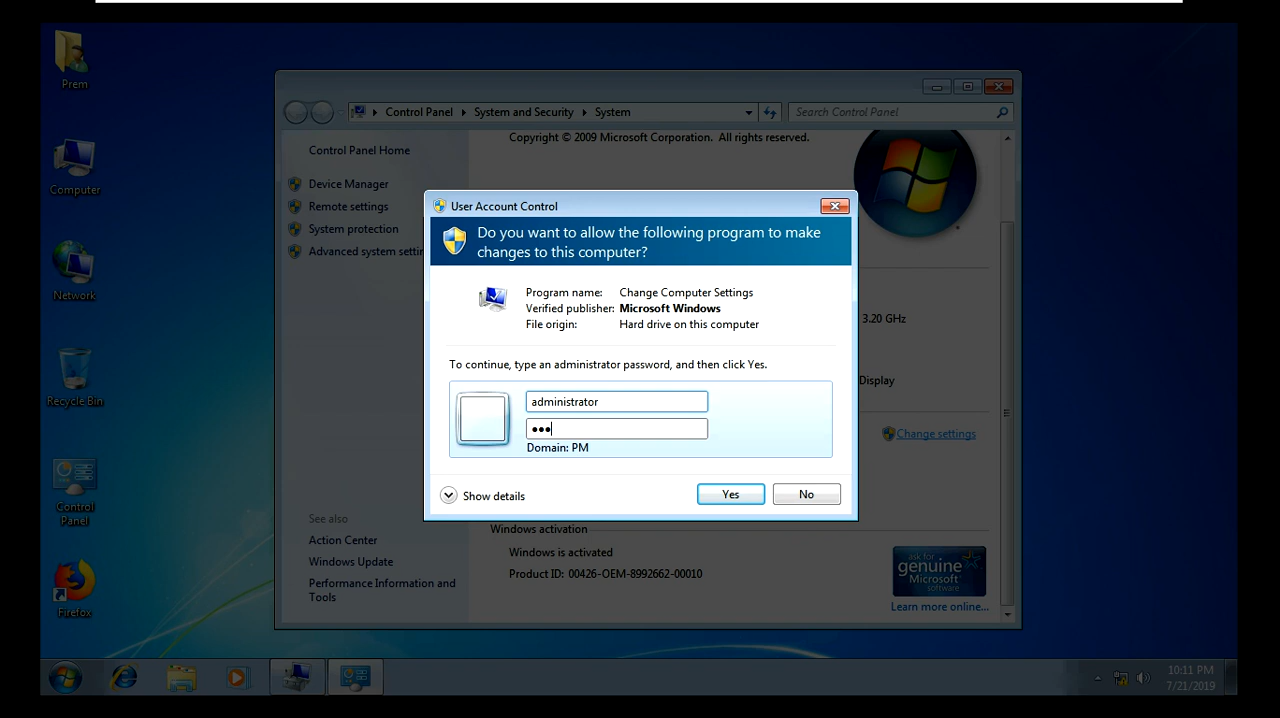 Prem
Computer
Network
Recycle Bin
Control
Panel
Firefox
Control Panel
System and Security
System
Search Control Panel
Control Panel Home
Device Manager
Remote settings
System protection
Advanced system settin
Copyright © 2009 Microsoft Corporation. All rights reserved.
User Account Control
Do you want to allow the following program to make
changes to this computer?
Program name: Change Computer Settings
Verified publisher: Microsoft Windows
File origin: Hard drive on this computer
To continue, type an administrator password, and then click Yes.
administrator
•••
Domain: PM
Show details
Yes
No
3.20 GHz
Display
Change settings
See also
Action Center
Windows Update
Performance Information and
Tools
Windows activation
Windows is activated
Product ID: 00426-OEM-8992662-00010
ask for
genuine
Microsoft
software
Learn more online...
10:11 PM
7/21/2019